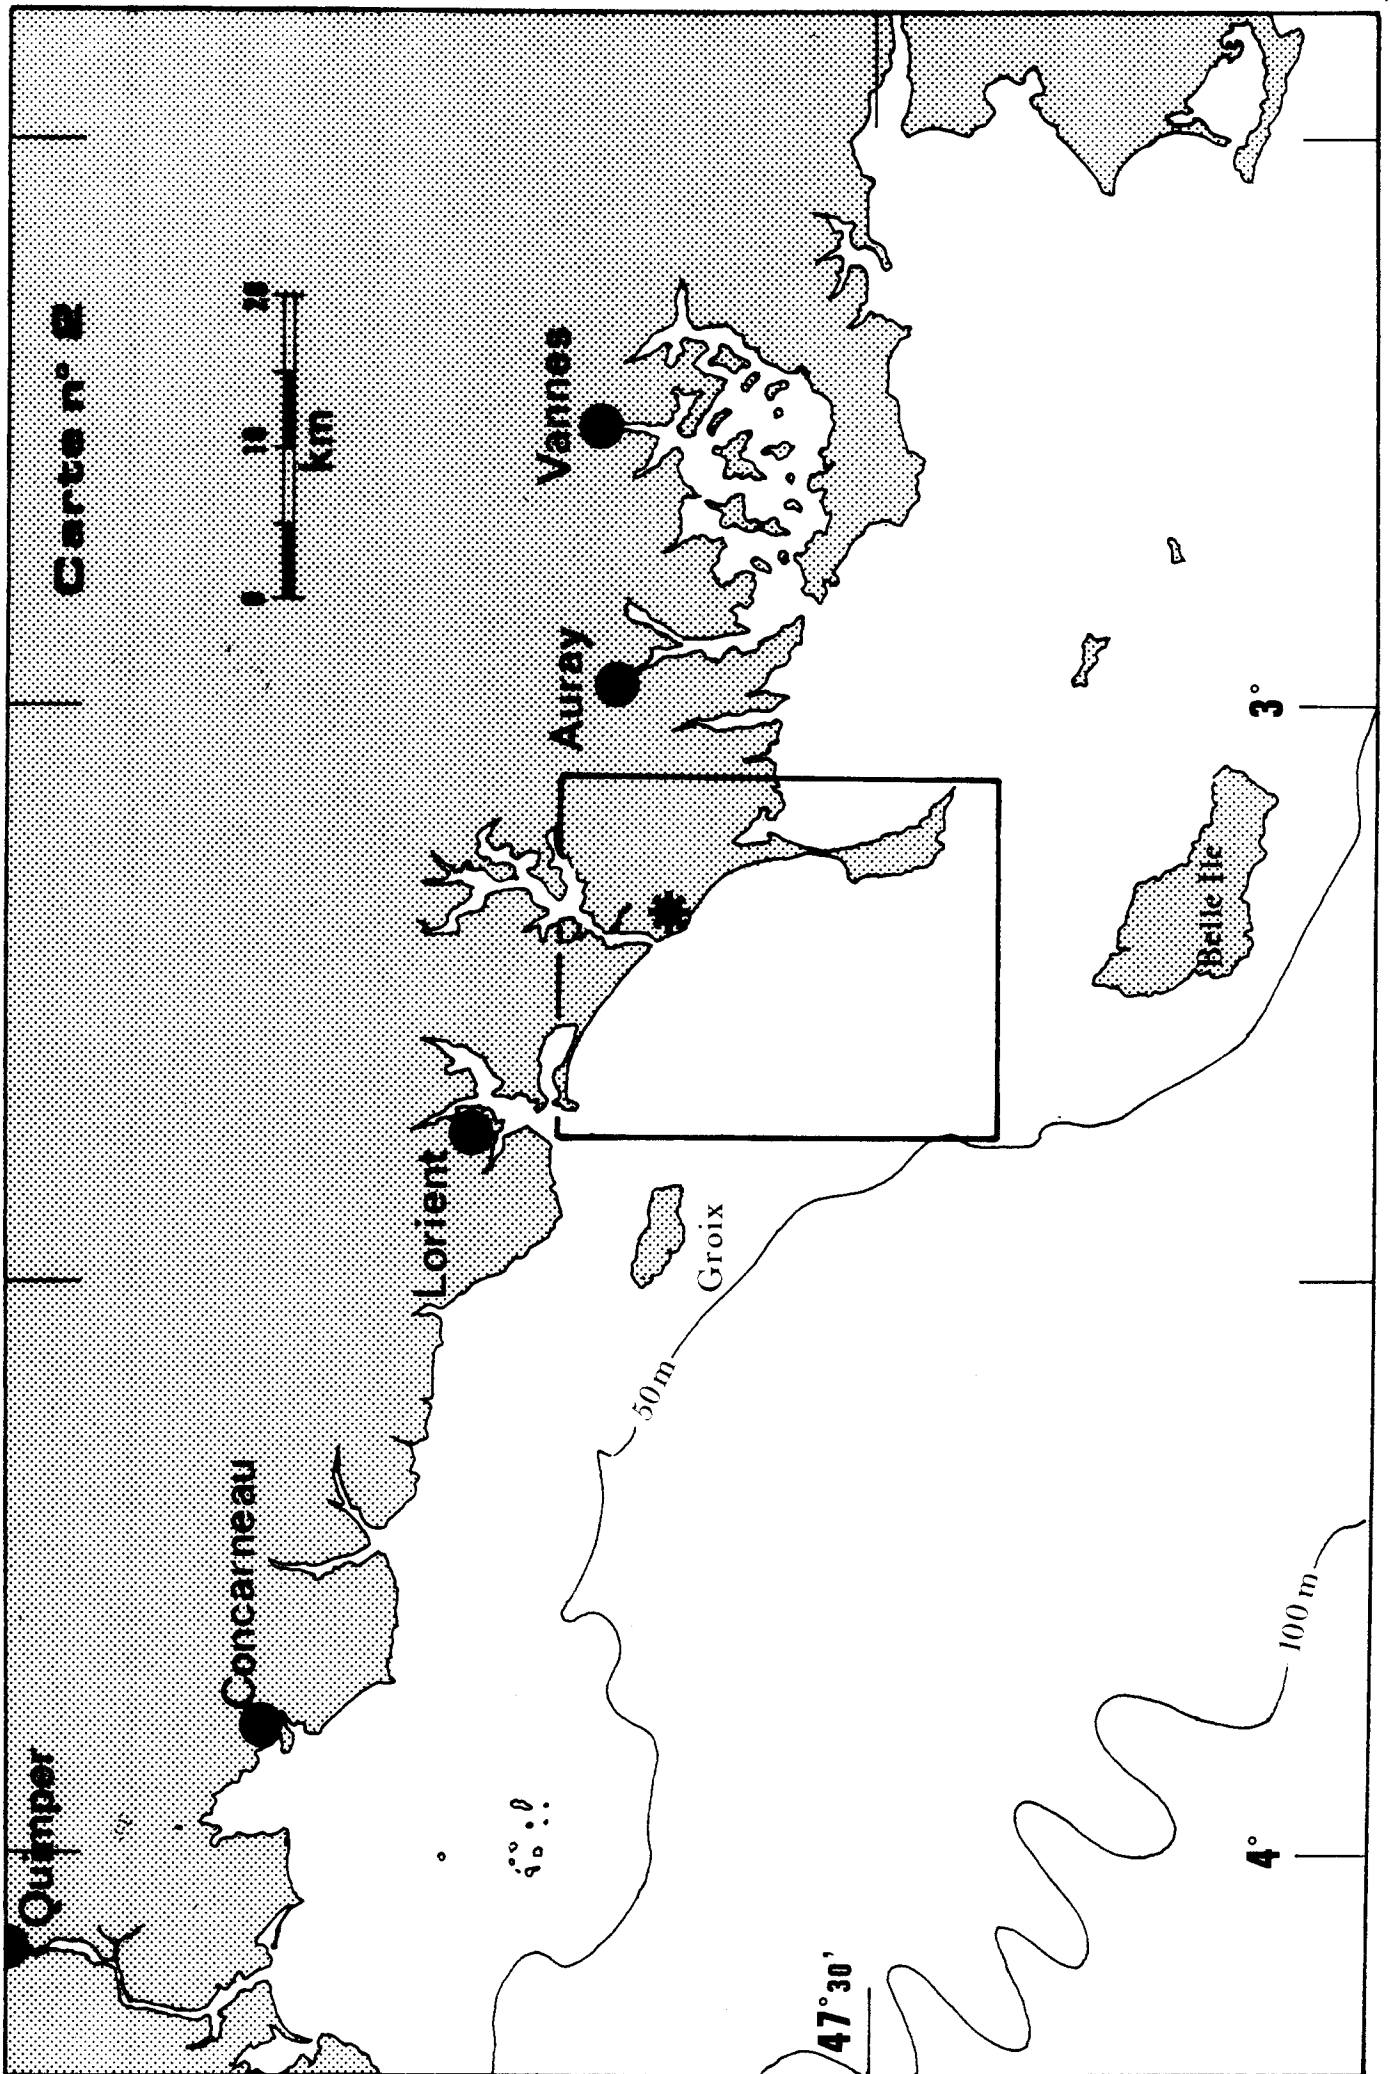 Carte n° 2
0 10 20
km
Quimper
Concarneau
Lorient
Auray
Vannes
Groix
Belle Ile
50m
100 m
47°30'
4°
3°